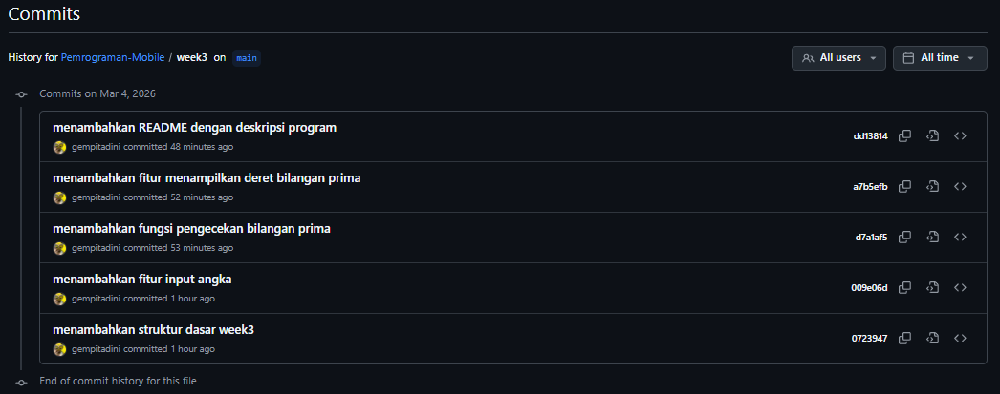 Commits
History for Pemrograman-Mobile / week3 on main
All users
All time
Commits on Mar 4, 2026
menambahkan README dengan deskripsi program
gempitadini committed 48 minutes ago
dd13814
menambahkan fitur menampilkan deret bilangan prima
gempitadini committed 52 minutes ago
a7b5efb
menambahkan fungsi pengecekan bilangan prima
gempitadini committed 53 minutes ago
d7a1af5
menambahkan fitur input angka
gempitadini committed 1 hour ago
009e06d
menambahkan struktur dasar week3
gempitadini committed 1 hour ago
0723947
End of commit history for this file